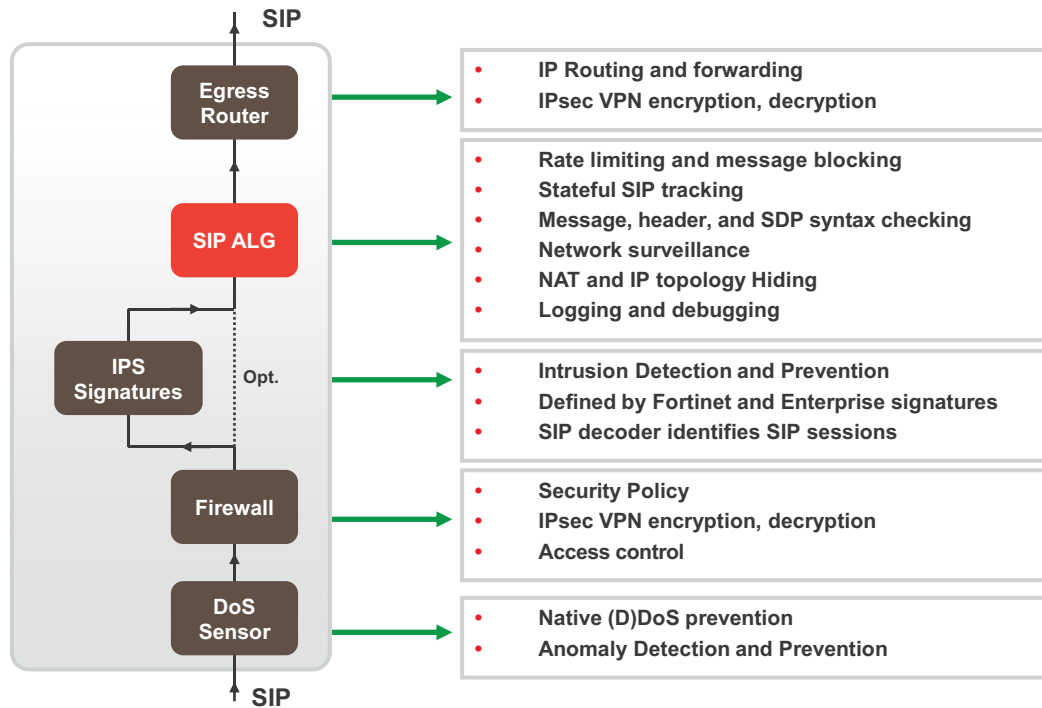 SIP
Egress
Router
• IP Routing and forwarding
• IPsec VPN encryption, decryption
SIP ALG
• Rate limiting and message blocking
• Stateful SIP tracking
• Message, header, and SDP syntax checking
• Network surveillance
• NAT and IP topology Hiding
• Logging and debugging
IPS
Signatures
Opt.
• Intrusion Detection and Prevention
• Defined by Fortinet and Enterprise signatures
• SIP decoder identifies SIP sessions
Firewall
• Security Policy
• IPsec VPN encryption, decryption
• Access control
DoS
Sensor
• Native (D)DoS prevention
• Anomaly Detection and Prevention
SIP